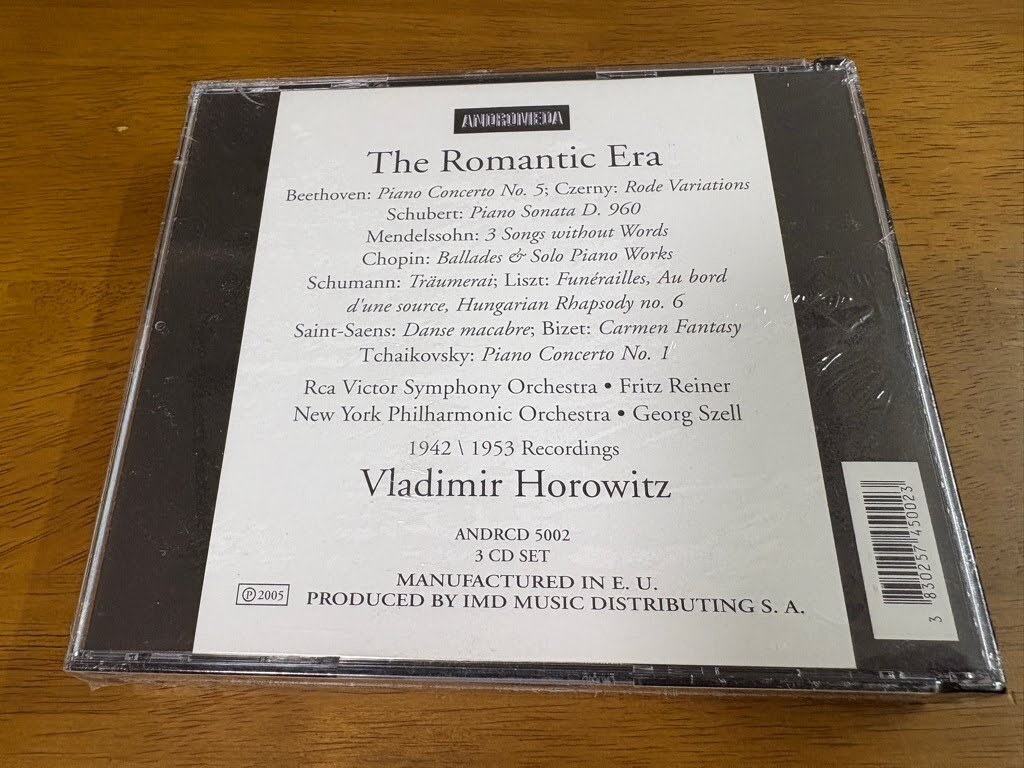 ANDROMEDA
The Romantic Era
Beethoven: Piano Concerto No. 5; Czerny: Rode Variations
Schubert: Piano Sonata D. 960
Mendelssohn: 3 Songs without Words
Chopin: Ballades & Solo Piano Works
Schumann: Träumerai; Liszt: Funérailles, Au bord
d'une source, Hungarian Rhapsody no. 6
Saint-Saens: Danse macabre; Bizet: Carmen Fantasy
Tchaikovsky: Piano Concerto No. 1
Rca Victor Symphony Orchestra • Fritz Reiner
New York Philharmonic Orchestra • Georg Szell
1942 \ 1953 Recordings
Vladimir Horowitz
ANDRCD 5002
3 CD SET
MANUFACTURED IN E. U.
℗ 2005
PRODUCED BY IMD MUSIC DISTRIBUTING S. A.
3 830257 450023